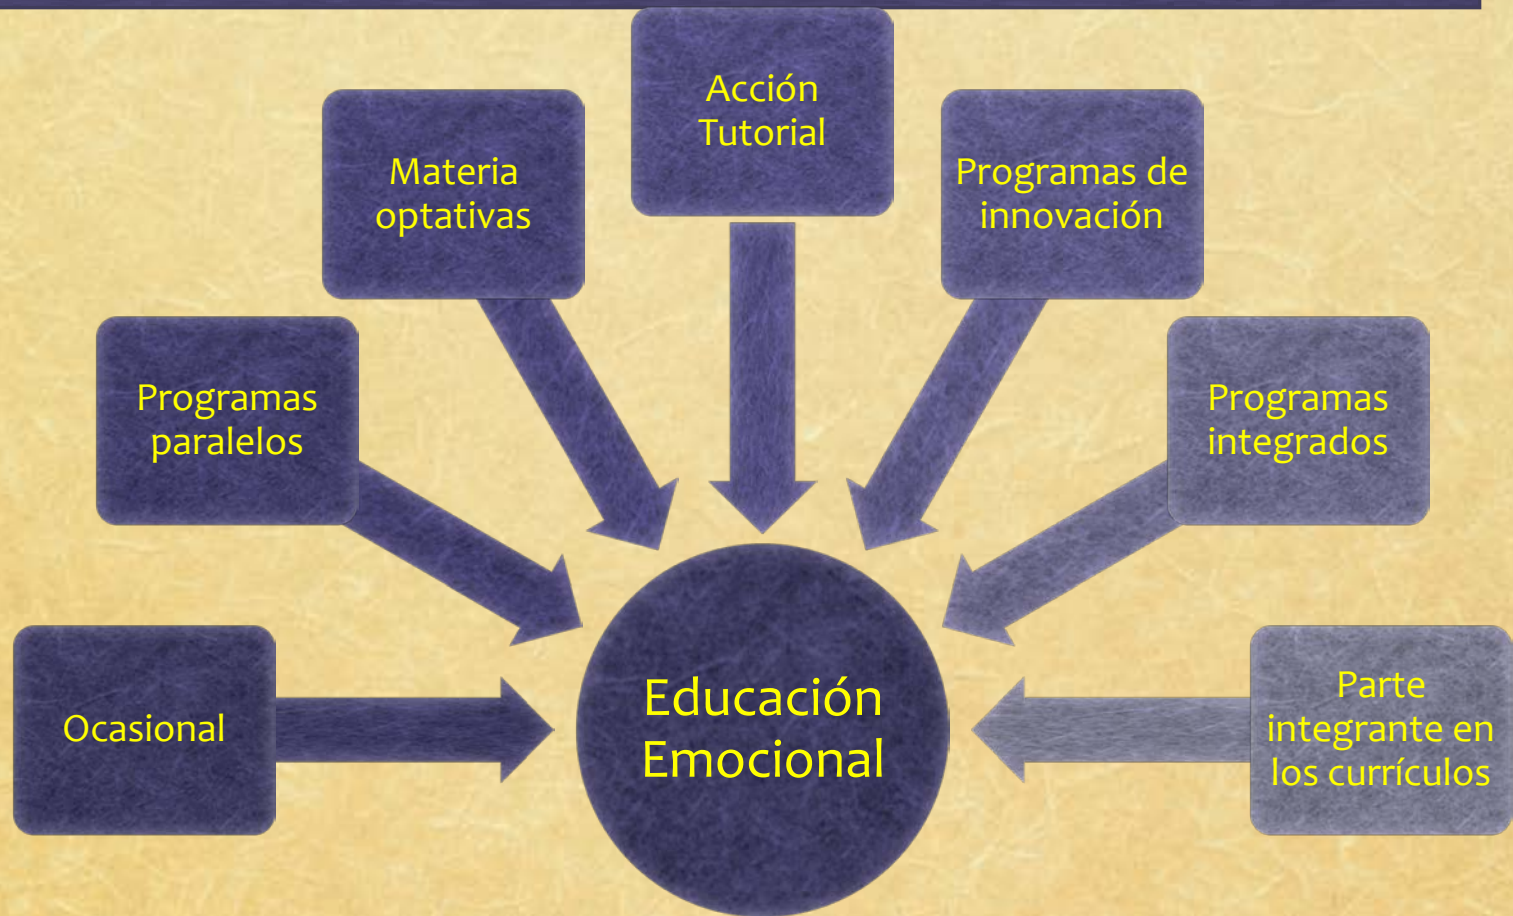 Acción
Tutorial
Materia
optativas
Programas de
innovación
Programas
paralelos
Programas
integrados
Ocasional
Educación
Emocional
Parte
integrante en
los currículos